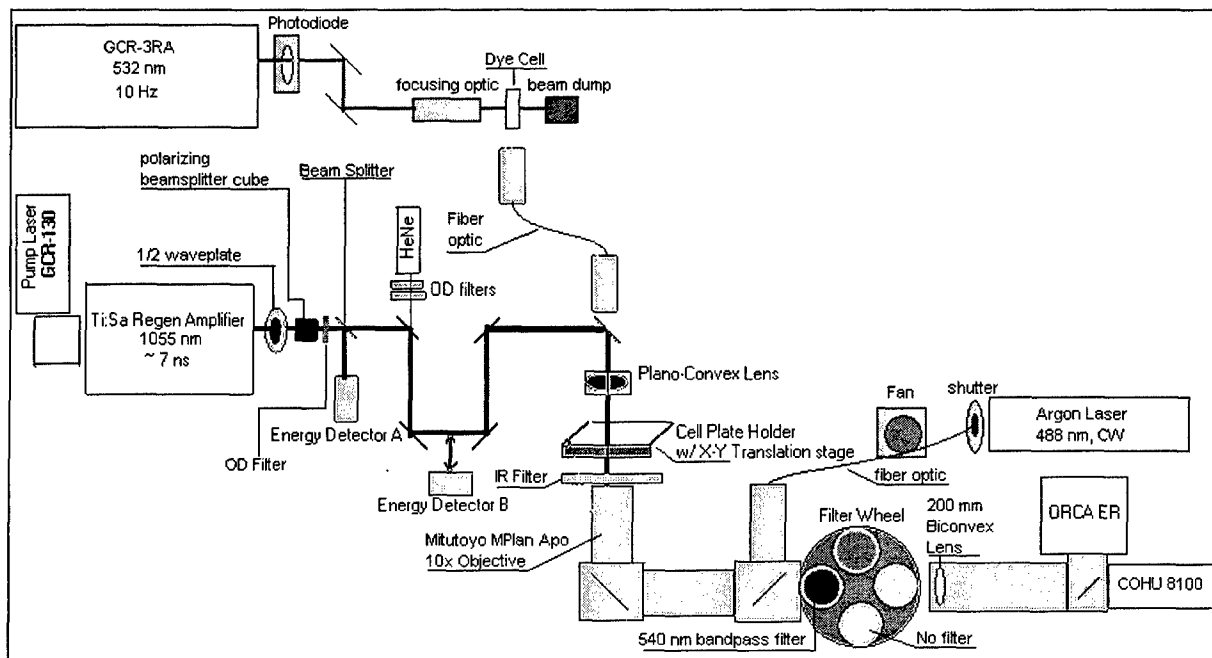 GCR-3RA
532 nm
10 Hz
Photodiode
Dye Cell
focusing optic
beam dump
polarizing
beamsplitter cube
Beam Splitter
Pump Laser
GCR-130
1/2 waveplate
HeNe
OD filters
Fiber
optic
Ti:Sa Regen Amplifier
1055 nm
~ 7 ns
Energy Detector A
OD Filter
Energy Detector B
Plano-Convex Lens
Cell Plate Holder
w/ X-Y Translation stage
IR Filter
Mitutoyo MPlan Apo
10x Objective
Fan
shutter
Argon Laser
488 nm, CW
fiber optic
Filter Wheel
200 mm
Biconvex
Lens
ORCA ER
COHU 8100
540 nm bandpass filter
No filter